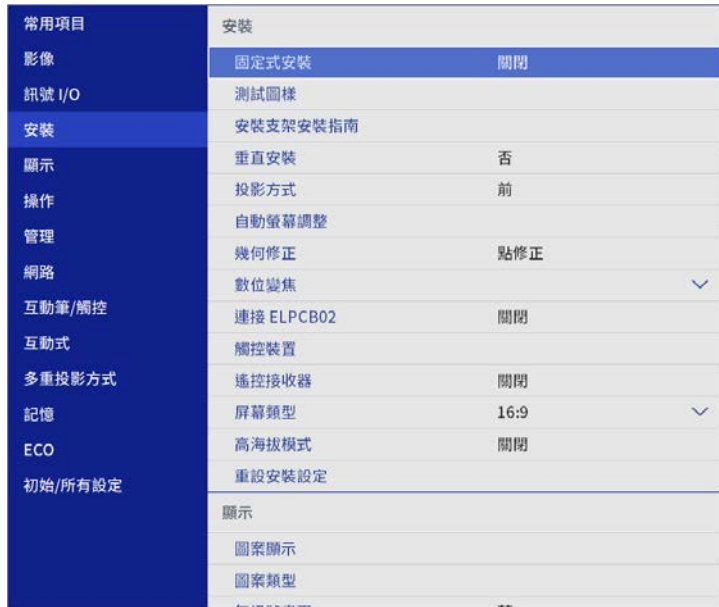 常用項目
影像
訊號 I/O
安裝
顯示
操作
管理
網路
互動筆/觸控
互動式
多重投影方式
記憶
ECO
初始/所有設定
安裝
固定式安裝 關閉
測試圖樣
安裝支架安裝指南
垂直安裝 否
投影方式 前
自動螢幕調整
幾何修正 點修正
數位變焦
連接 ELPCB02 關閉
觸控裝置
遙控接收器 關閉
屏幕類型 16:9
高海拔模式 關閉
重設安裝設定
顯示
圖案顯示
圖案類型